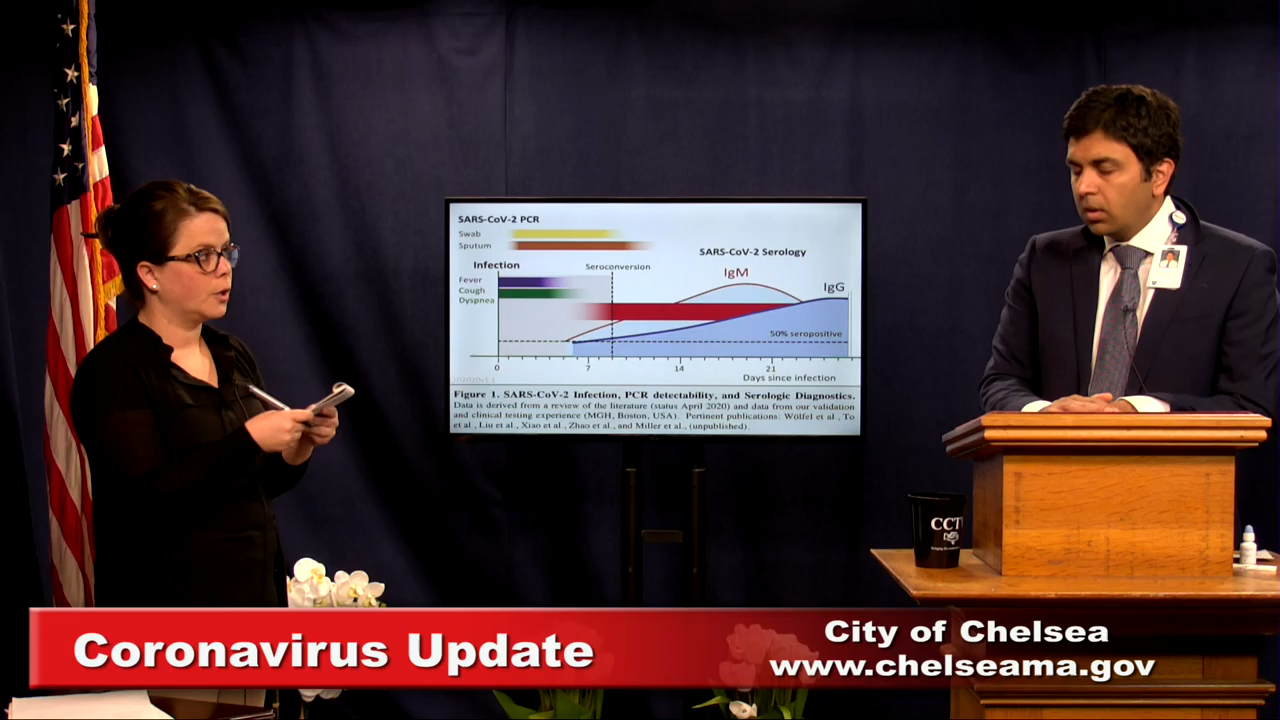 SARS-CoV-2 PCR
Swab
Sputum
SARS-CoV-2 Serology
Infection
Seroconversion
IgM
IgG
Fever
Cough
Dyspnea
50% seropositive
0 7 14 21
Days since infection
Figure 1. SARS-CoV-2 Infection, PCR detectability, and Serologic Diagnostics.
Data is derived from a review of the literature (status April 2020) and data from our validation
and clinical testing experience (MGH, Boston, USA). Pertinent publications. Wölfel et al., To
et al., Liu et al., Xiao et al., Zhao et al., and Miller et al., (unpublished).
CCTV
Coronavirus Update
City of Chelsea
www.chelseama.gov